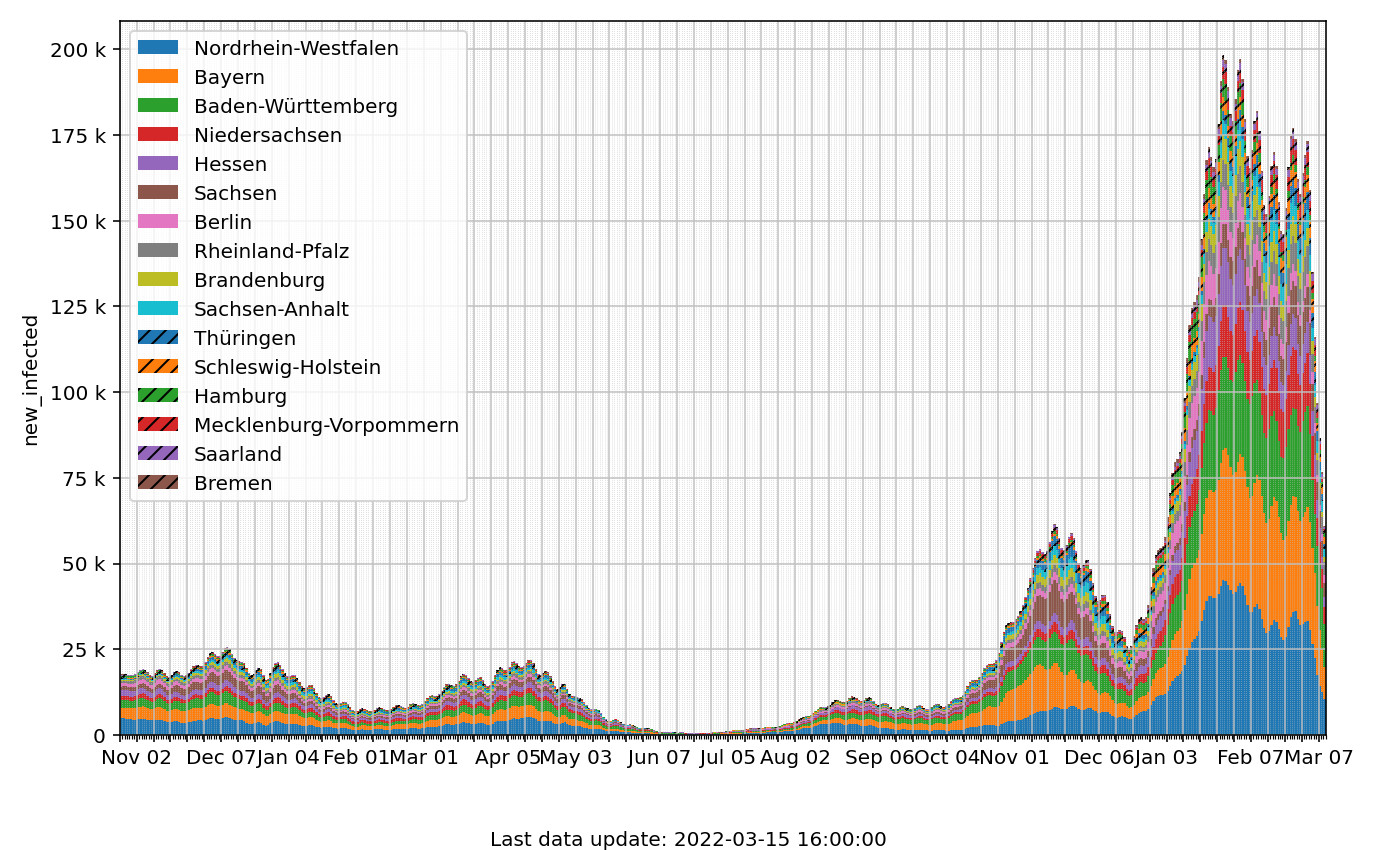 200 k
175 k
150 k
125 k
100 k
75 k
50 k
25 k
0
new_infected
Nordrhein-Westfalen
Bayern
Baden-Württemberg
Niedersachsen
Hessen
Sachsen
Berlin
Rheinland-Pfalz
Brandenburg
Sachsen-Anhalt
Thüringen
Schleswig-Holstein
Hamburg
Mecklenburg-Vorpommern
Saarland
Bremen
Nov 02 Dec 07 Jan 04 Feb 01 Mar 01 Apr 05 May 03 Jun 07 Jul 05 Aug 02 Sep 06 Oct 04 Nov 01 Dec 06 Jan 03 Feb 07 Mar 07
Last data update: 2022-03-15 16:00:00